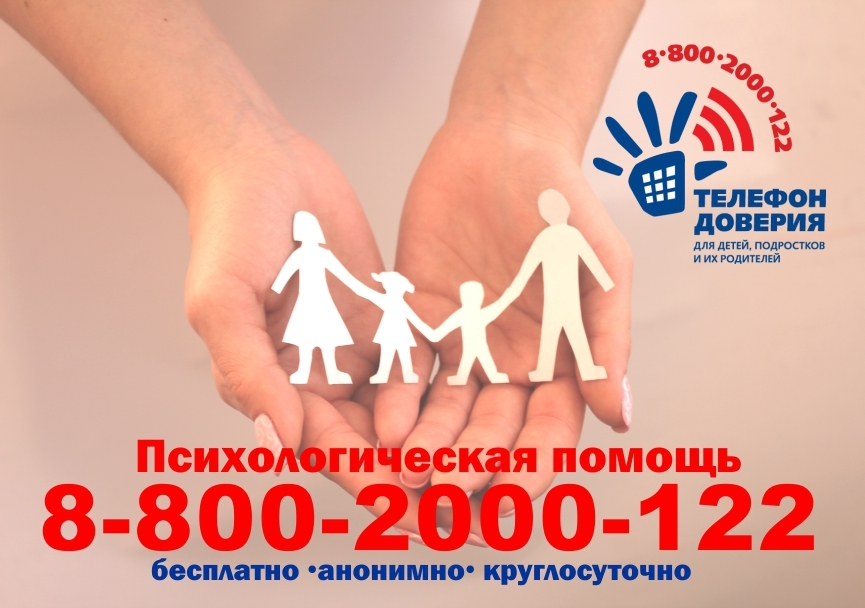 8·800·2000·122
ТЕЛЕФОН
ДОВЕРИЯ
ДЛЯ ДЕТЕЙ, ПОДРОСТКОВ
И ИХ РОДИТЕЛЕЙ
Психологическая помощь
8-800-2000-122
бесплатно ·анонимно· круглосуточно